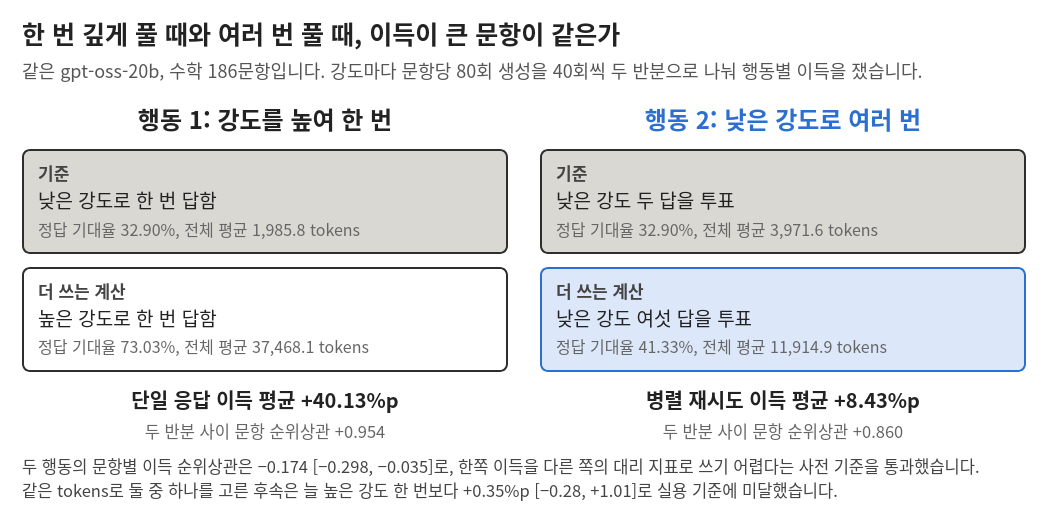 한 번 깊게 풀 때와 여러 번 풀 때, 이득이 큰 문항이 같은가
같은 gpt-oss-20b, 수학 186문항입니다. 강도마다 문항당 80회 생성을 40회씩 두 반분으로 나눠 행동별 이득을 쟀습니다.
행동 1: 강도를 높여 한 번
기준
낮은 강도로 한 번 답함
정답 기대율 32.90%, 전체 평균 1,985.8 tokens
더 쓰는 계산
높은 강도로 한 번 답함
정답 기대율 73.03%, 전체 평균 37,468.1 tokens
단일 응답 이득 평균 +40.13%p
두 반분 사이 문항 순위상관 +0.954
행동 2: 낮은 강도로 여러 번
기준
낮은 강도 두 답을 투표
정답 기대율 32.90%, 전체 평균 3,971.6 tokens
더 쓰는 계산
낮은 강도 여섯 답을 투표
정답 기대율 41.33%, 전체 평균 11,914.9 tokens
병렬 재시도 이득 평균 +8.43%p
두 반분 사이 문항 순위상관 +0.860
두 행동의 문항별 이득 순위상관은 −0.174 [−0.298, −0.035]로, 한쪽 이득을 다른 쪽의 대리 지표로 쓰기 어렵다는 사전 기준을 통과했습니다.
같은 tokens로 둘 중 하나를 고른 후속은 늘 높은 강도 한 번보다 +0.35%p [−0.28, +1.01]로 실용 기준에 미달했습니다.